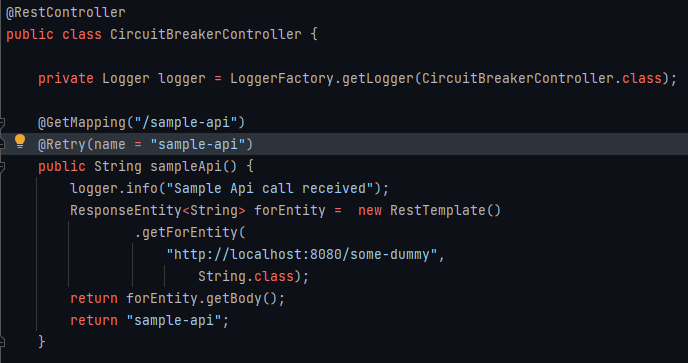 @RestController
public class CircuitBreakerController {
private Logger logger = LoggerFactory.getLogger(CircuitBreakerController.class);
@GetMapping("/sample-api")
@Retry(name = "sample-api")
public String sampleApi() {
logger.info("Sample Api call received");
ResponseEntity<String> forEntity =  new RestTemplate()
.getForEntity(
"http://localhost:8080/some-dummy",
String.class);
return forEntity.getBody();
return "sample-api";
}